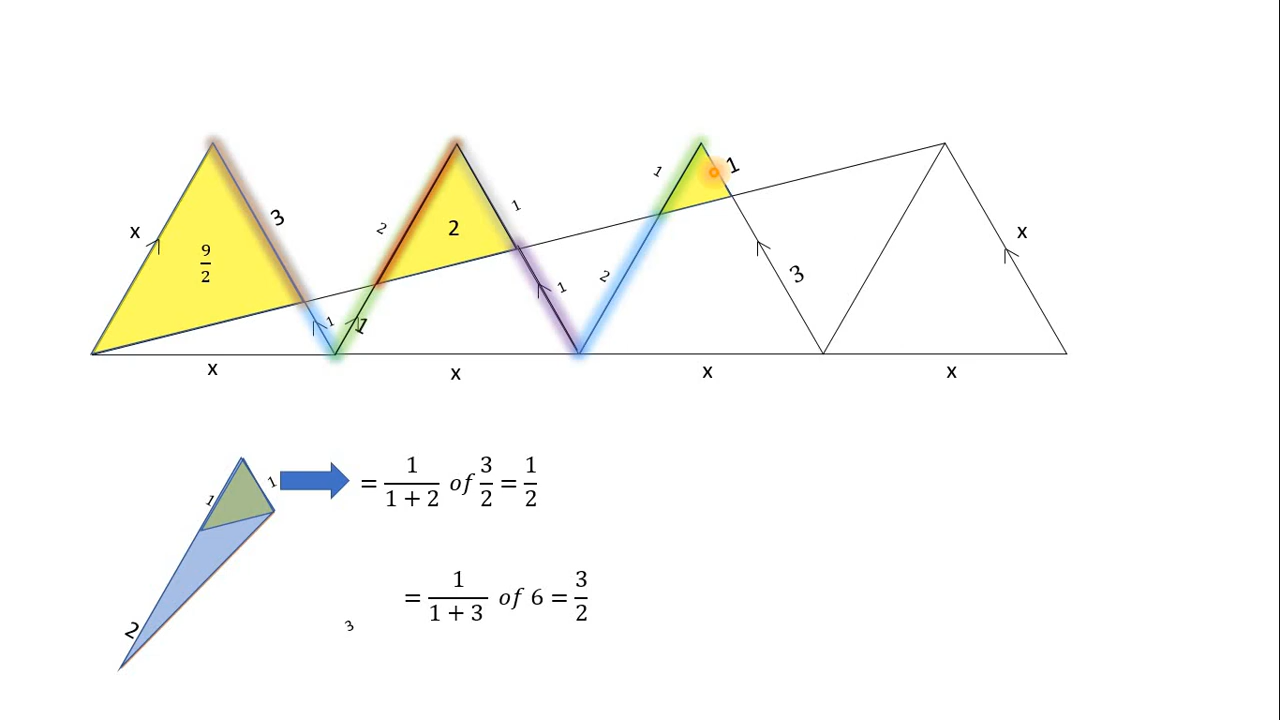 1
1
3
x
x
1
2
2
9
2
2
3
1
1
1
x
x
x
x
1
1
2
= 1/(1 + 2) of 3/2 = 1/2
= 1/(1 + 3) of 6 = 3/2
3